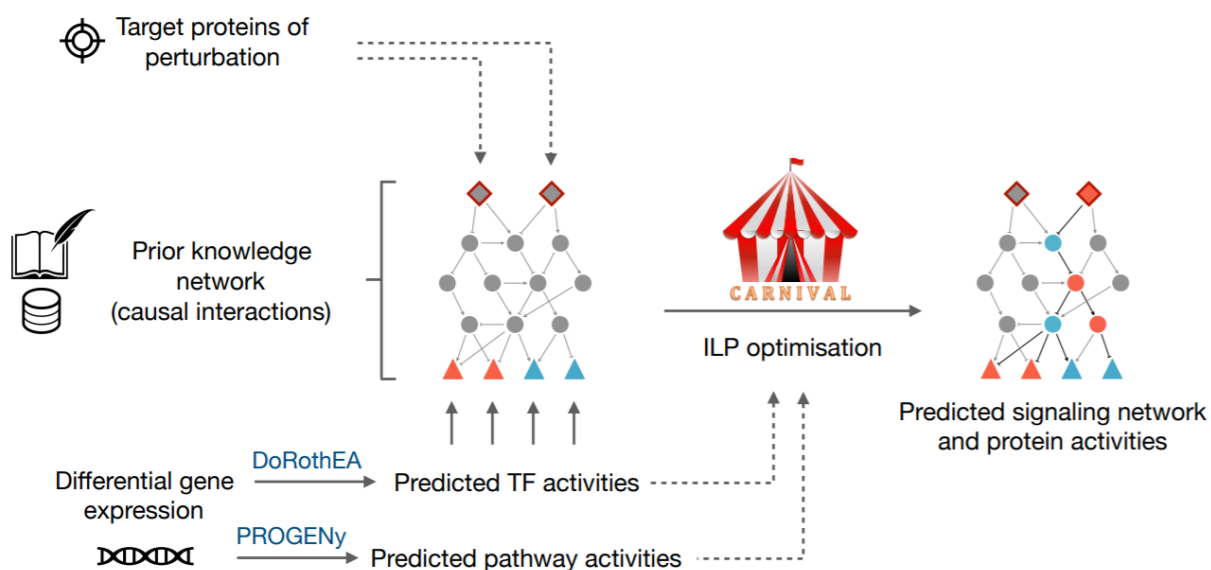 Target proteins of
perturbation
Prior knowledge
network
(causal interactions)
CARNIVAL
ILP optimisation
Predicted signaling network
and protein activities
Differential gene
expression
DoRothEA
Predicted TF activities
PROGENy
Predicted pathway activities